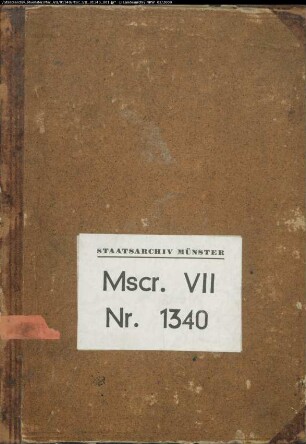 STAATSARCHIV MÜNSTER
Mscr. VII
Nr. 1340